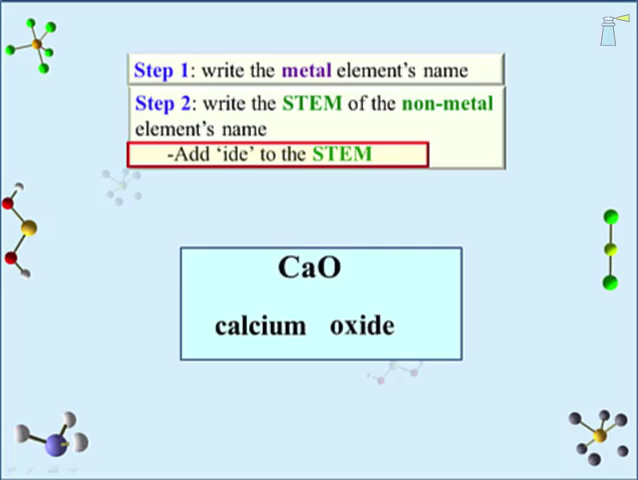 Step 1: write the metal element's name
Step 2: write the STEM of the non-metal
element's name
-Add 'ide' to the STEM
CaO
calcium oxide